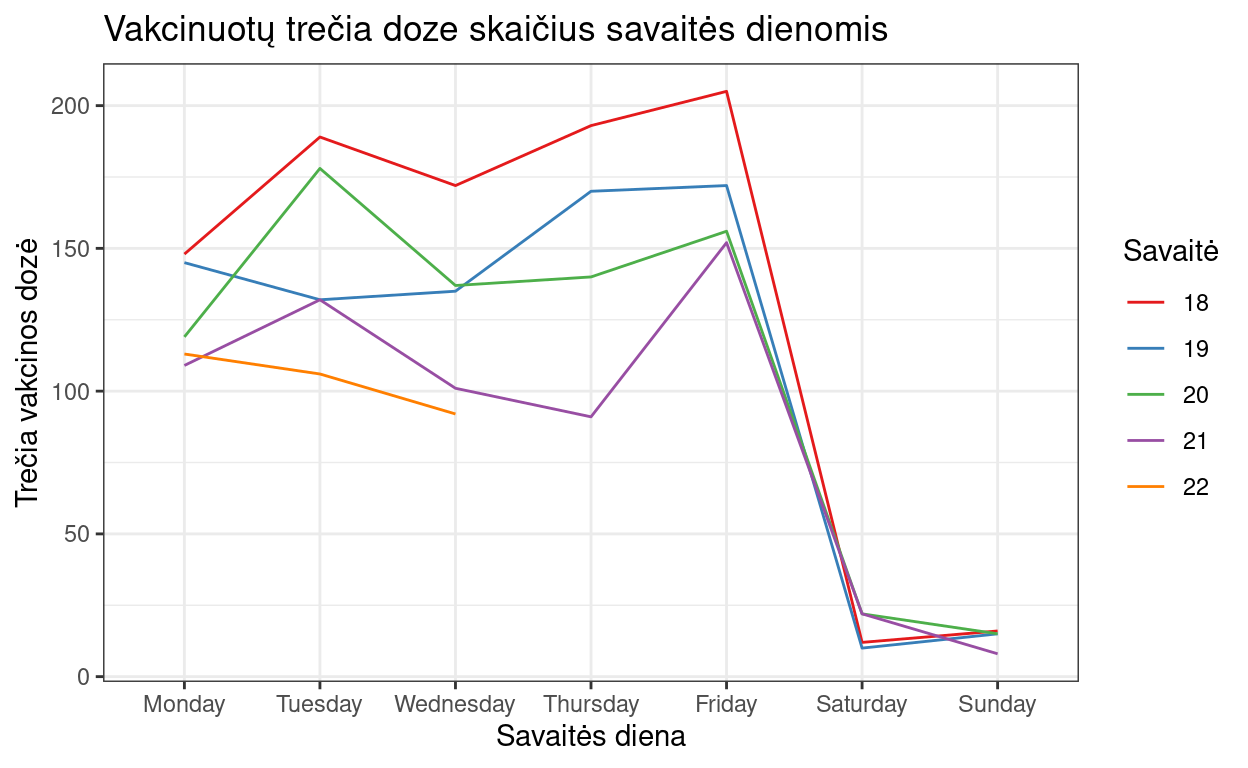 Vakcinuotų trečia doze skaičius savaitės dienomis
Trečia vakcinos dozė
200
150
100
50
0
Monday
Tuesday
Wednesday
Thursday
Friday
Saturday
Sunday
Savaitės diena
Savaitė
18
19
20
21
22